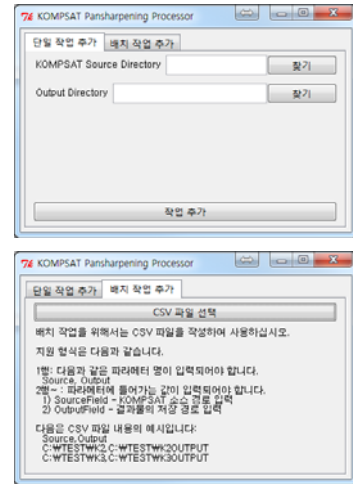 KOMPSAT Pansharpening Processor
단일 작업 추가 배치 작업 추가
KOMPSAT Source Directory 찾기
Output Directory 찾기
작업 추가
KOMPSAT Pansharpening Processor
단일 작업 추가 배치 작업 추가
CSV 파일 선택
배치 작업을 위해서는 CSV 파일을 작성하여 사용하십시오.
지원 형식은 다음과 같습니다.
1행: 다음과 같은 파라메터 명이 입력되어야 합니다.
Source, Output
2행~ : 파라메터에 들어가는 값이 입력되어야 합니다.
1) SourceField - KOMPSAT 소스 경로 입력
2) OutputField - 결과물의 저장 경로 입력
다음은 CSV 파일 내용의 예시입니다:
Source,Output
C:₩TEST₩K2,C:₩TEST₩K2OUTPUT
C:₩TEST₩K3,C:₩TEST₩K3OUTPUT